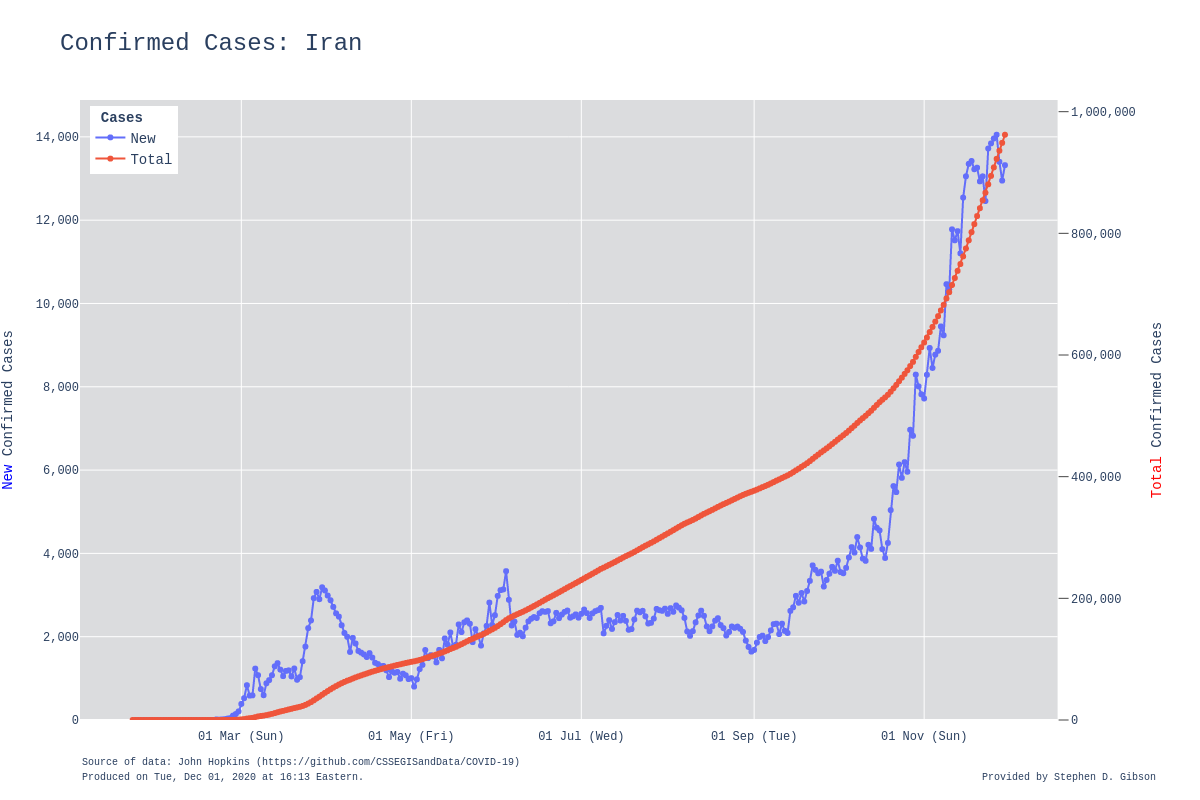 Confirmed Cases: Iran
Cases
New
Total
14,000
12,000
10,000
8,000
6,000
4,000
2,000
0
New Confirmed Cases
1,000,000
800,000
600,000
400,000
200,000
0
Total Confirmed Cases
01 Mar (Sun)
01 May (Fri)
01 Jul (Wed)
01 Sep (Tue)
01 Nov (Sun)
Source of data: John Hopkins (https://github.com/CSSEGISandData/COVID-19)
Produced on Tue, Dec 01, 2020 at 16:13 Eastern.
Provided by Stephen D. Gibson